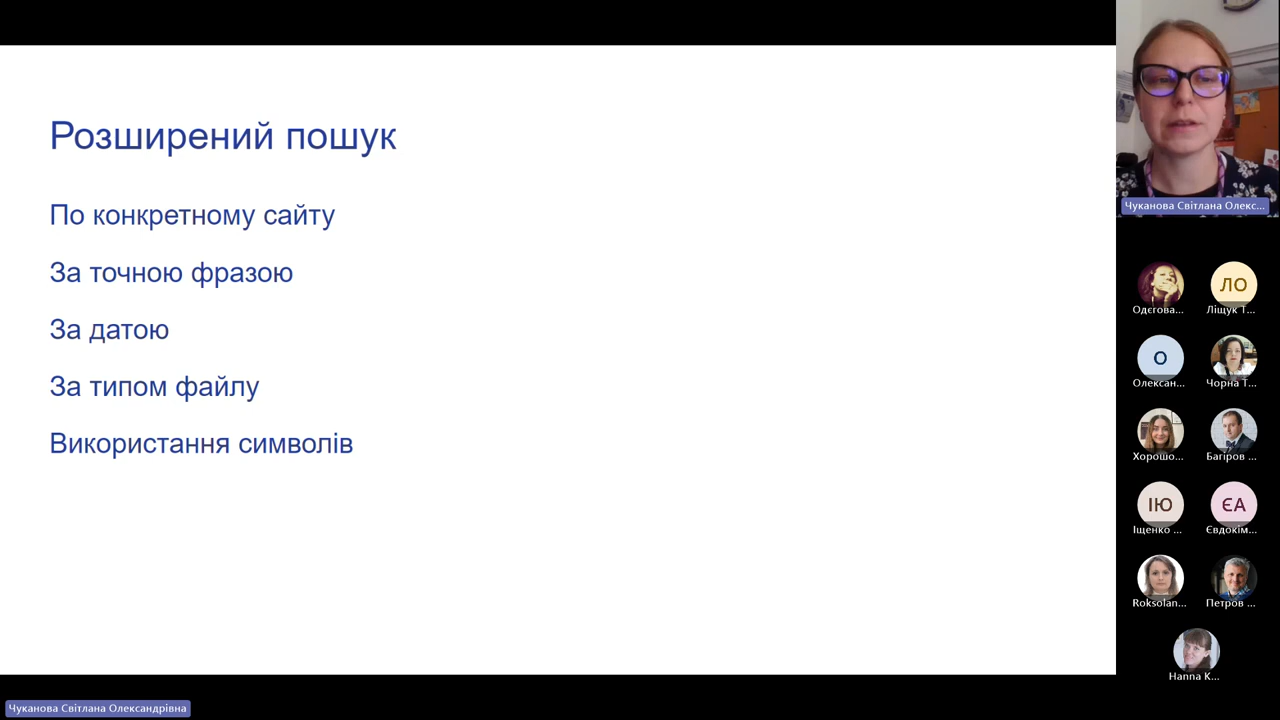 Розширений пошук
По конкретному сайту
За точною фразою
За датою
За типом файлу
Використання символів
Чуканова Світлана Олекс...
Одєгова...
ЛО
Ліщук Т...
О
Олексан...
Чорна Т...
Хорошо...
Багіров ...
ІЮ
Іщенко ...
ЄА
Євдокім...
Roksolan...
Петров ...
Hanna K...
Чуканова Світлана Олександрівна